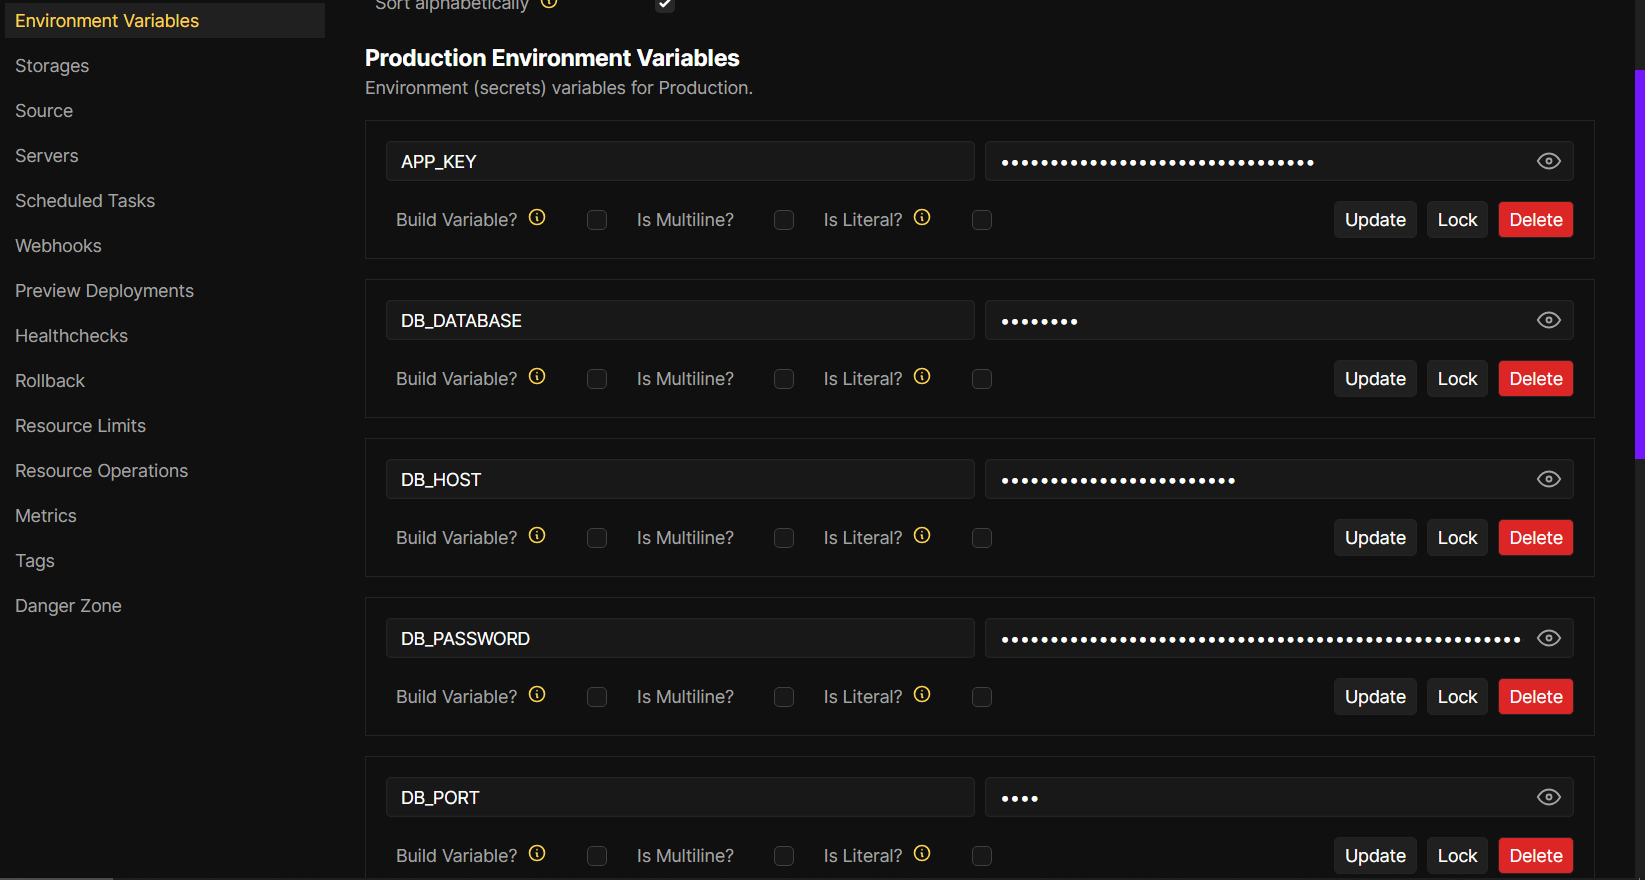 Environment Variables
Storages
Source
Servers
Scheduled Tasks
Webhooks
Preview Deployments
Healthchecks
Rollback
Resource Limits
Resource Operations
Metrics
Tags
Danger Zone
Sort alphabetically
Production Environment Variables
Environment (secrets) variables for Production.
APP_KEY ••••••••••••••••••••••••••••••••
Build Variable? Is Multiline? Is Literal? Update Lock Delete
DB_DATABASE ••••••••
Build Variable? Is Multiline? Is Literal? Update Lock Delete
DB_HOST ••••••••••••••••••••••••
Build Variable? Is Multiline? Is Literal? Update Lock Delete
DB_PASSWORD •••••••••••••••••••••••••••••••••••••••••••••••••••••
Build Variable? Is Multiline? Is Literal? Update Lock Delete
DB_PORT ••••
Build Variable? Is Multiline? Is Literal? Update Lock Delete